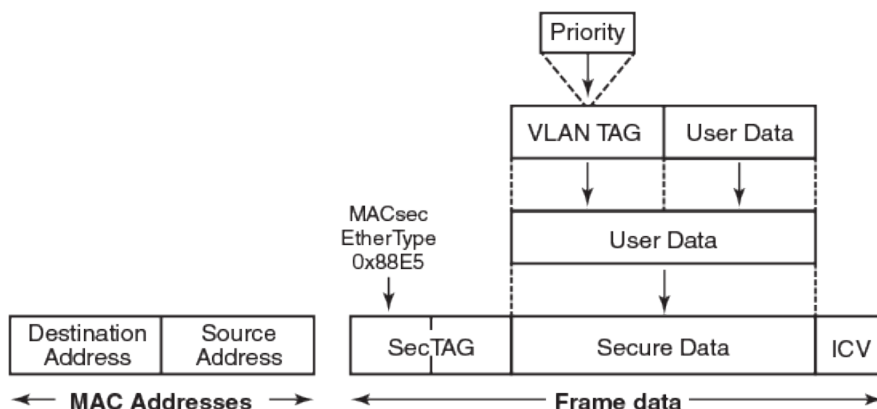 Priority
VLAN TAG
User Data
MACsec
EtherType
0x88E5
User Data
Destination
Address
Source
Address
SecTAG
Secure Data
ICV
MAC Addresses
Frame data